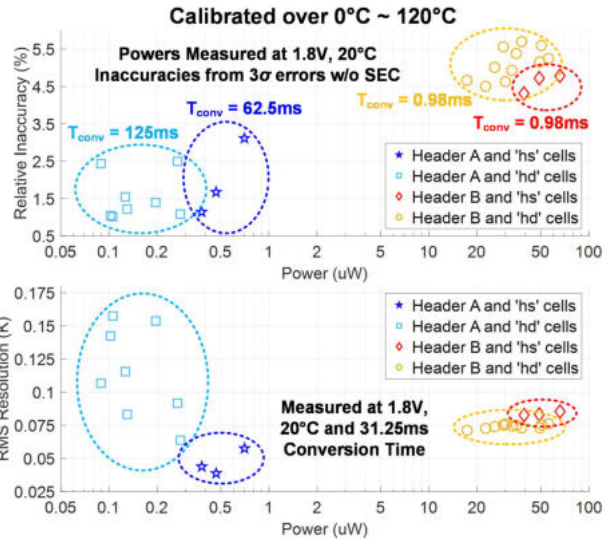 Calibrated over 0°C ~ 120°C
Powers Measured at 1.8V, 20°C
Inaccuracies from 3σ errors w/o SEC
Relative Inaccuracy (%)
5.5
4.5
3.5
2.5
1.5
0.5
Tconv = 125ms
Tconv = 62.5ms
Tconv = 0.98ms
Tconv = 0.98ms
Header A and 'hs' cells
Header A and 'hd' cells
Header B and 'hs' cells
Header B and 'hd' cells
0.05 0.1 0.2 0.5 1 2 5 10 20 50 100
Power (uW)
RMS Resolution (K)
0.175
0.15
0.125
0.1
0.075
0.05
0.025
Header A and 'hs' cells
Header A and 'hd' cells
Header B and 'hs' cells
Header B and 'hd' cells
Measured at 1.8V,
20°C and 31.25ms
Conversion Time
0.05 0.1 0.2 0.5 1 2 5 10 20 50 100
Power (uW)